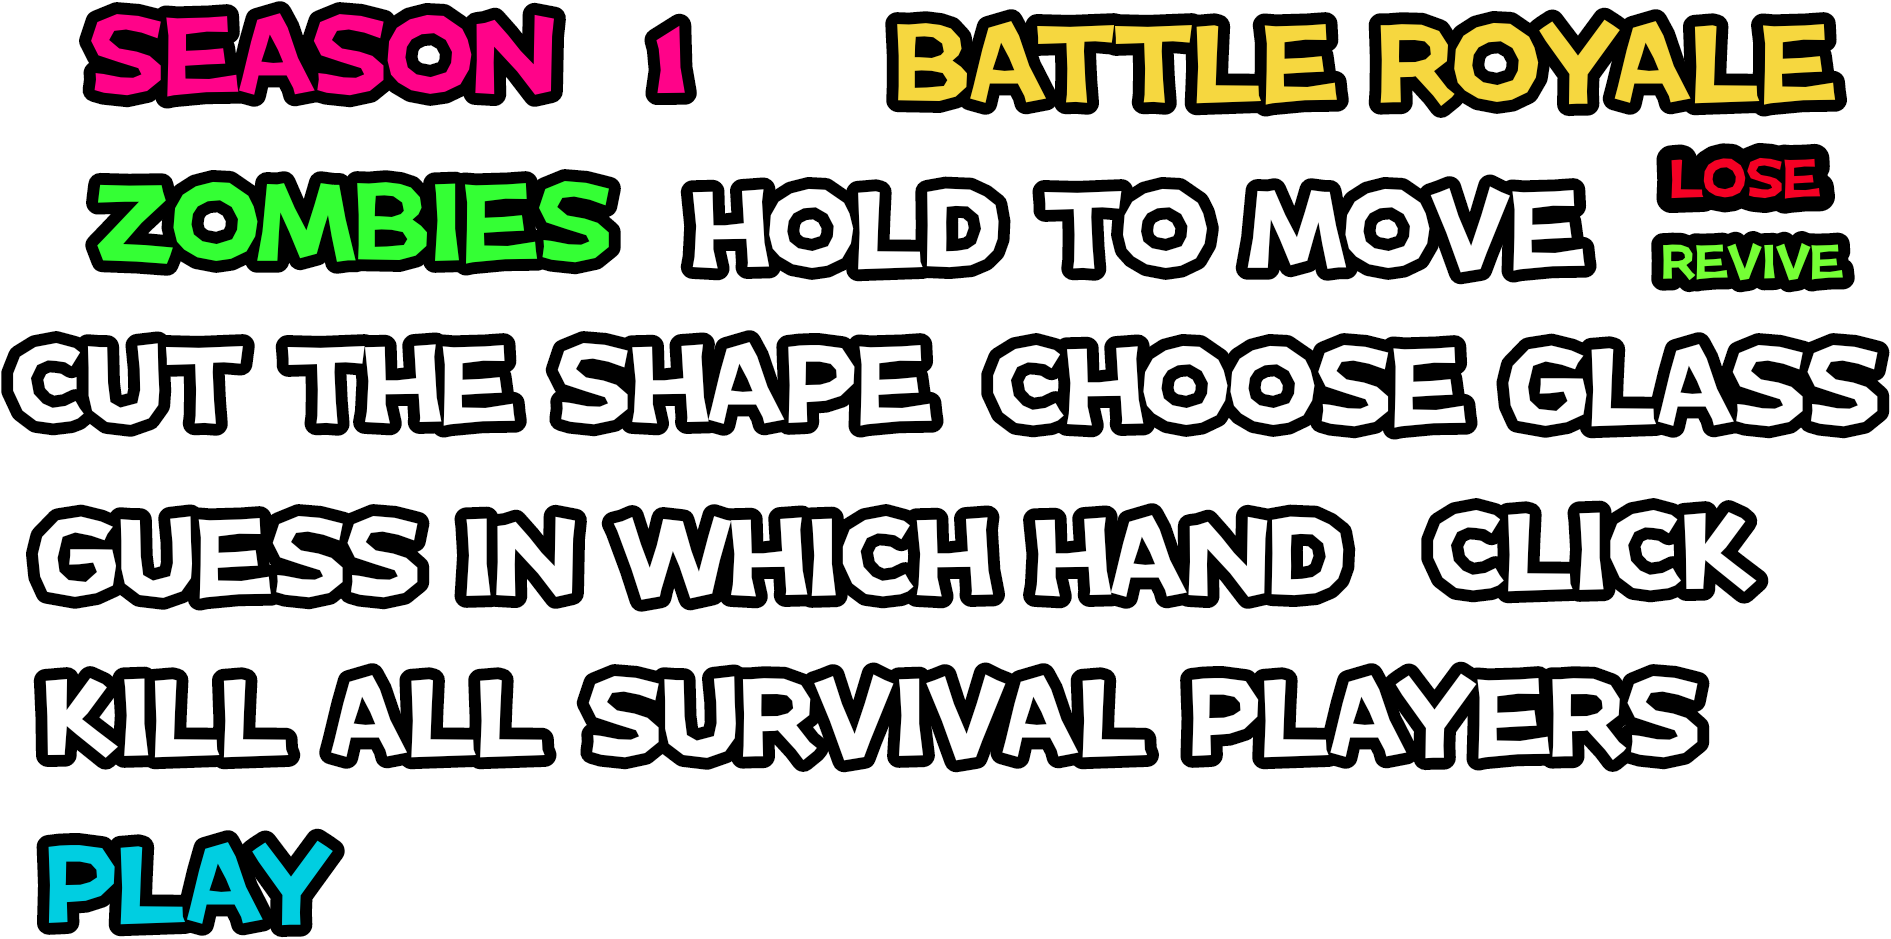 SEASON 1 BATTLE ROYALE
ZOMBIES HOLD TO MOVE LOSE
REVIVE
CUT THE SHAPE CHOOSE GLASS
GUESS IN WHICH HAND CLICK
KILL ALL SURVIVAL PLAYERS
PLAY